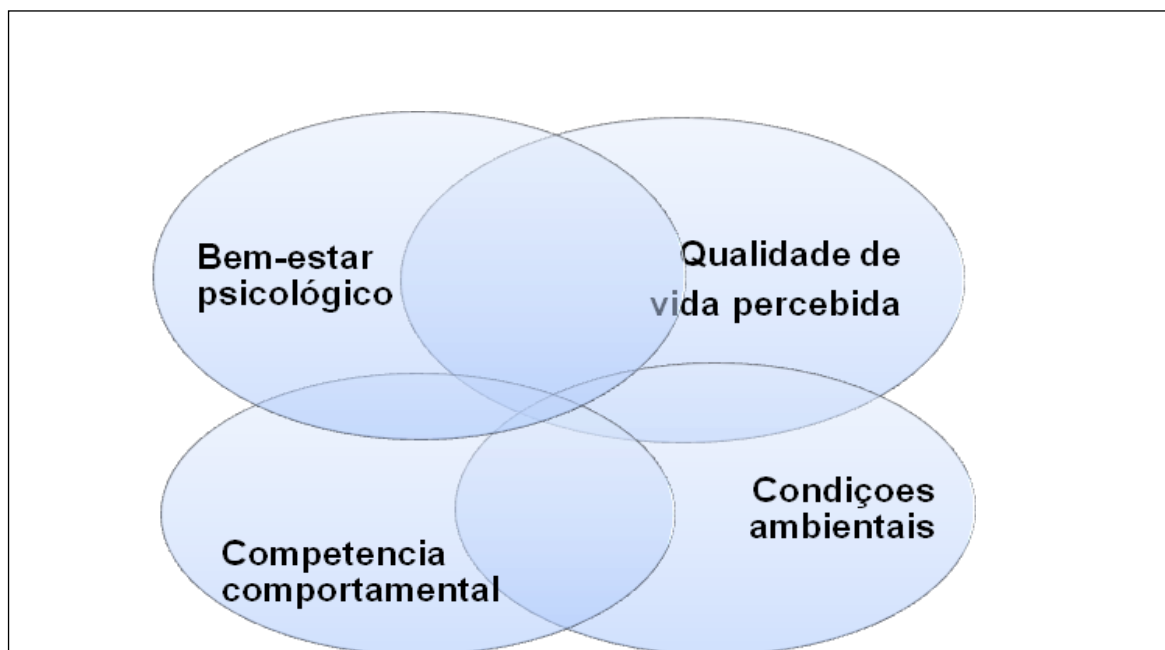 Bem-estar
psicológico
Qualidade de
vida percebida
Condiçoes
ambientais
Competencia
comportamental